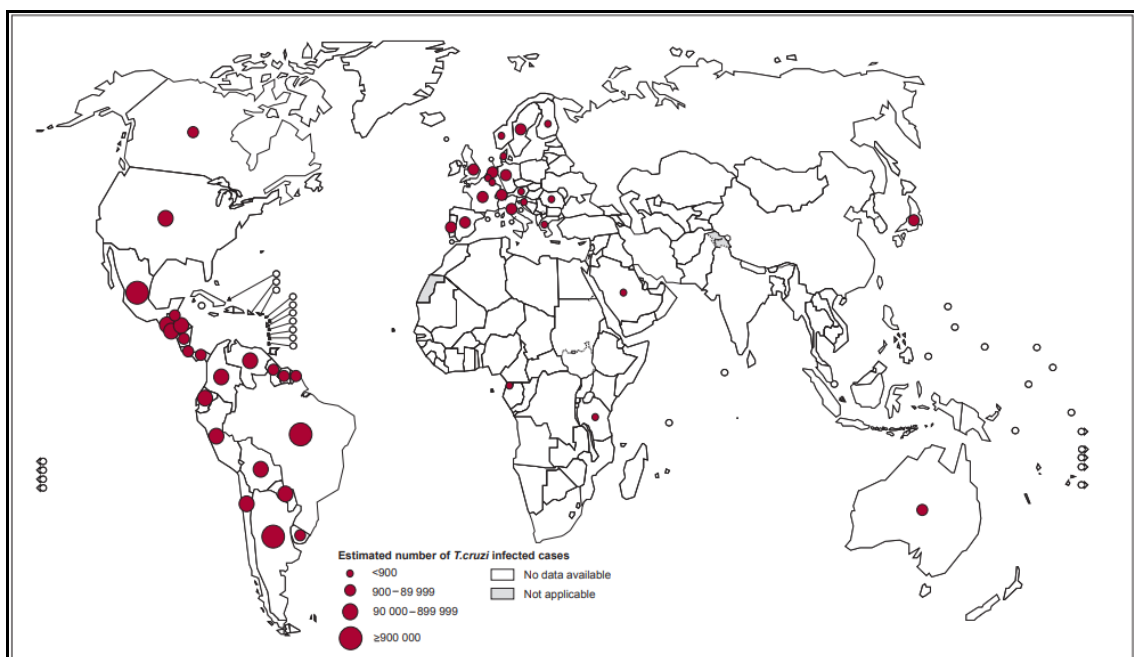 Estimated number of T.cruzi infected cases
<900
900–89 999
90 000–899 999
≥900 000
No data available
Not applicable